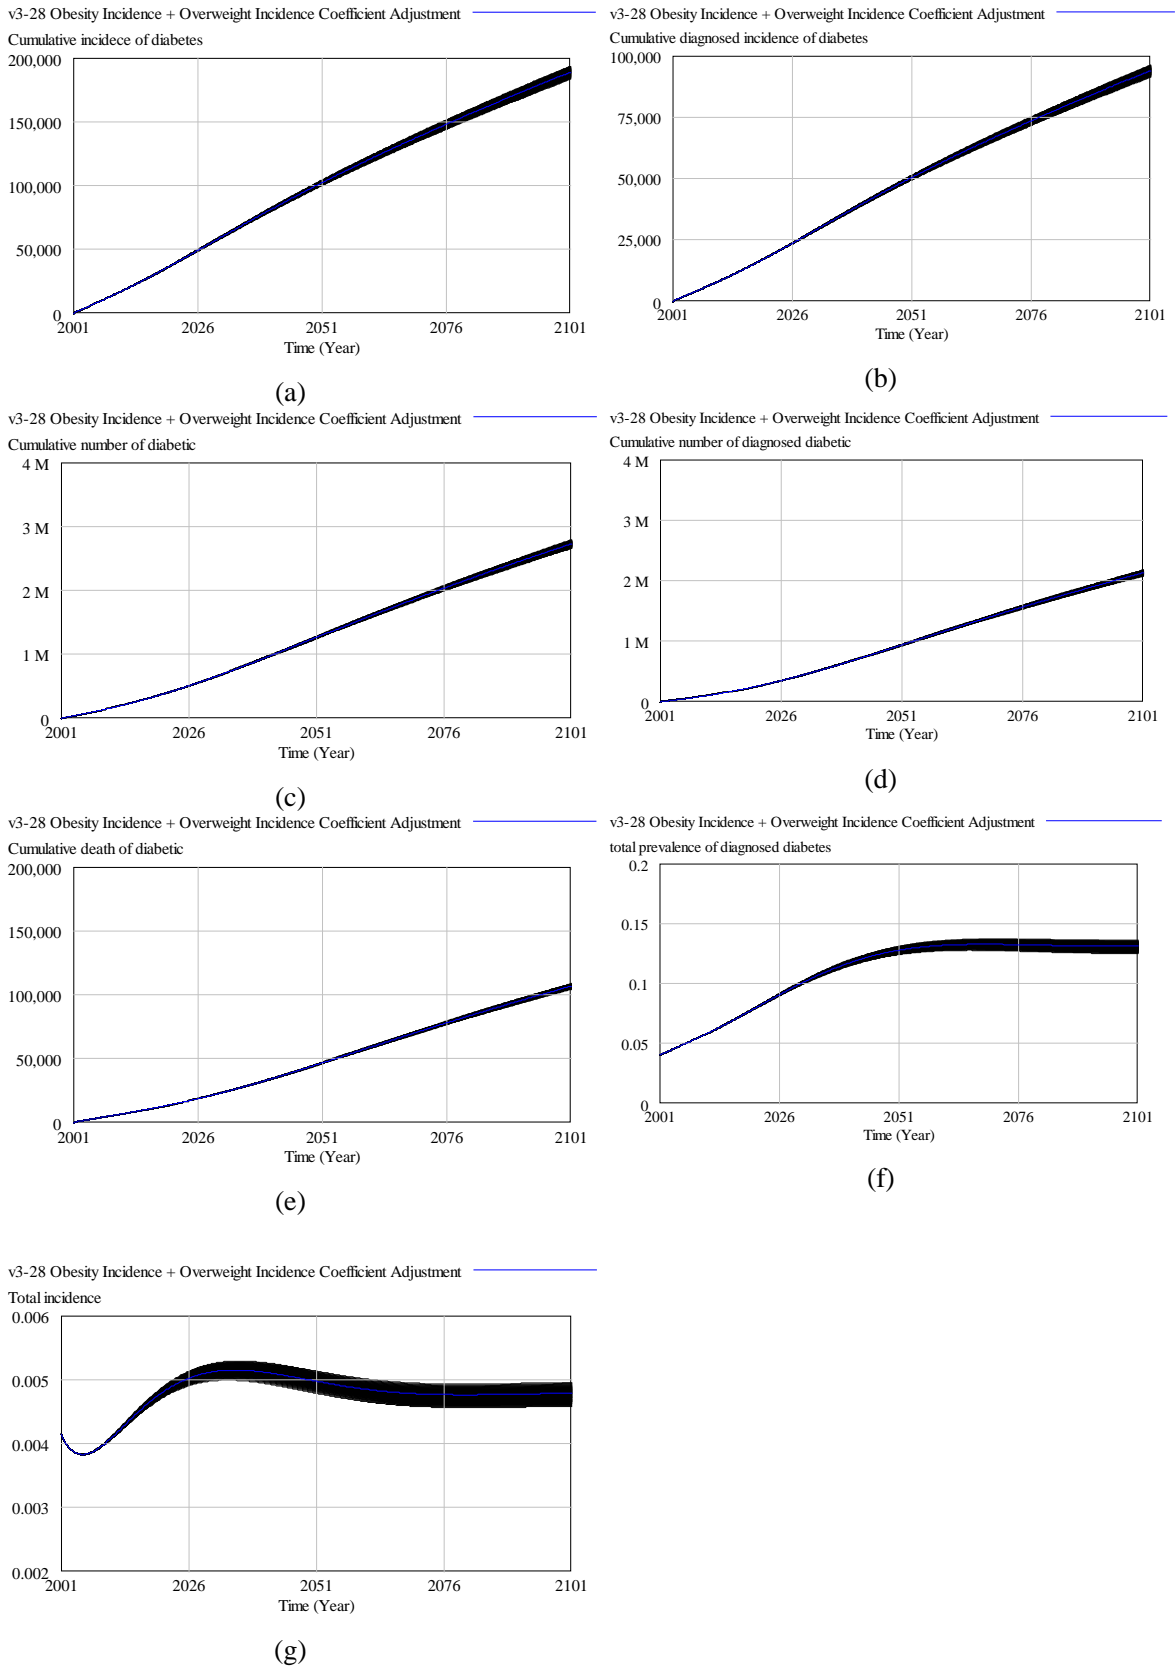 v3-28 Obesity Incidence + Overweight Incidence Coefficient Adjustment
Cumulative incidece of diabetes
200,000
150,000
100,000
50,000
0
2001 2026 2051 2076 2101
Time (Year)
(a)
v3-28 Obesity Incidence + Overweight Incidence Coefficient Adjustment
Cumulative diagnosed incidence of diabetes
100,000
75,000
50,000
25,000
0
2001 2026 2051 2076 2101
Time (Year)
(b)
v3-28 Obesity Incidence + Overweight Incidence Coefficient Adjustment
Cumulative number of diabetic
4 M
3 M
2 M
1 M
0
2001 2026 2051 2076 2101
Time (Year)
(c)
v3-28 Obesity Incidence + Overweight Incidence Coefficient Adjustment
Cumulative number of diagnosed diabetic
4 M
3 M
2 M
1 M
0
2001 2026 2051 2076 2101
Time (Year)
(d)
v3-28 Obesity Incidence + Overweight Incidence Coefficient Adjustment
Cumulative death of diabetic
200,000
150,000
100,000
50,000
0
2001 2026 2051 2076 2101
Time (Year)
(e)
v3-28 Obesity Incidence + Overweight Incidence Coefficient Adjustment
total prevalence of diagnosed diabetes
0.2
0.15
0.1
0.05
0
2001 2026 2051 2076 2101
Time (Year)
(f)
v3-28 Obesity Incidence + Overweight Incidence Coefficient Adjustment
Total incidence
0.006
0.005
0.004
0.003
0.002
2001 2026 2051 2076 2101
Time (Year)
(g)